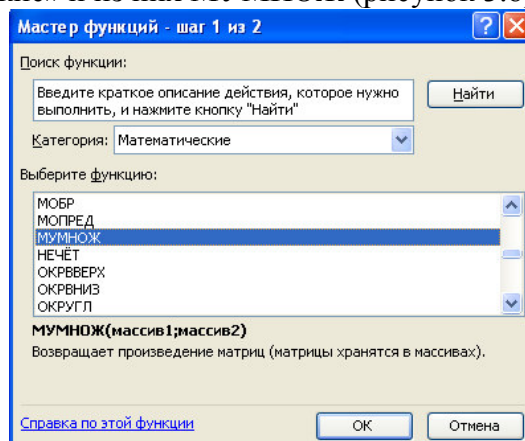 Мастер функций - шаг 1 из 2
Поиск функции:
Введите краткое описание действия, которое нужно
выполнить, и нажмите кнопку "Найти"
Найти
Категория: Математические
Выберите функцию:
МОБР
МОПРЕД
МУМНОЖ
НЕЧЁТ
ОКРВВЕРХ
ОКРВНИЗ
ОКРУГЛ
МУМНОЖ(массив1;массив2)
Возвращает произведение матриц (матрицы хранятся в массивах).
Справка по этой функции
ОК
Отмена